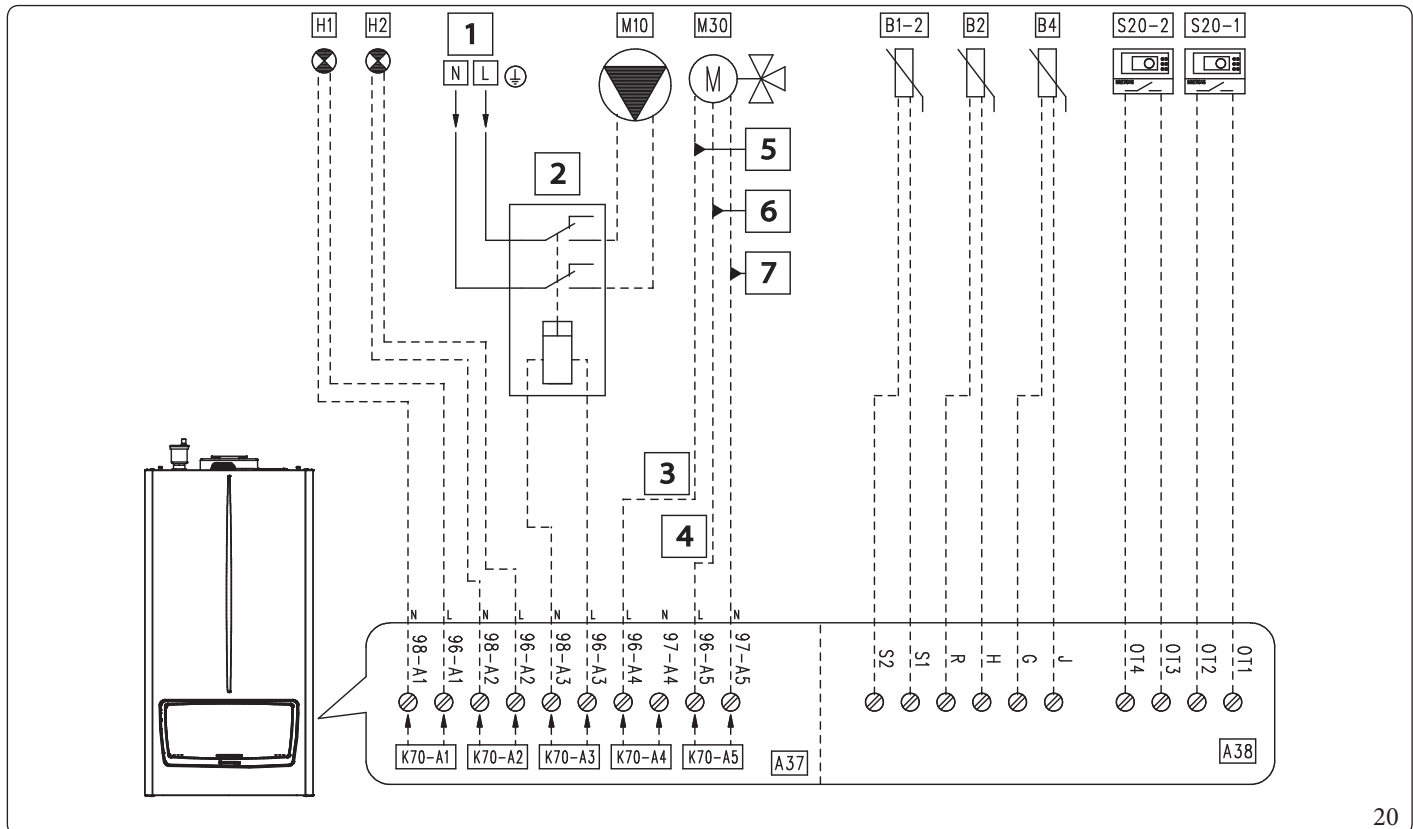 H1 H2 1 M10 M30 B1-2 B2 B4 S20-2 S20-1
N L
M
5
2
6
7
3
4
N L N L N L L N L N
98-A1 96-A1 98-A2 96-A2 98-A3 96-A3 96-A4 97-A4 96-A5 97-A5 S2 S1 R H G J OT4 OT3 OT2 OT1
K70-A1 K70-A2 K70-A3 K70-A4 K70-A5 A37 A38
20